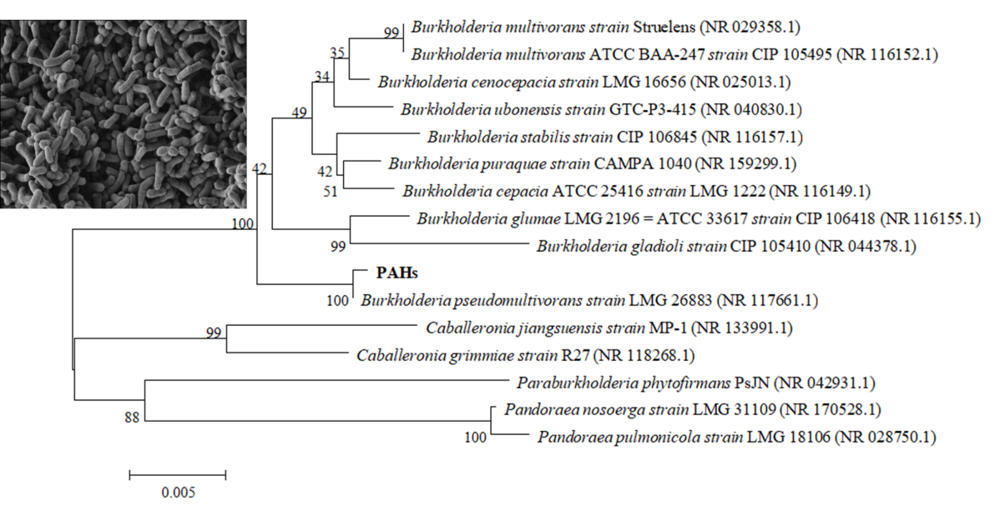 99
Burkholderia multivorans strain Struelens (NR 029358.1)
35
Burkholderia multivorans ATCC BAA-247 strain CIP 105495 (NR 116152.1)
34
Burkholderia cenocepacia strain LMG 16656 (NR 025013.1)
49
Burkholderia ubonensis strain GTC-P3-415 (NR 040830.1)
Burkholderia stabilis strain CIP 106845 (NR 116157.1)
42
42
Burkholderia puraquae strain CAMPA 1040 (NR 159299.1)
51
Burkholderia cepacia ATCC 25416 strain LMG 1222 (NR 116149.1)
100
Burkholderia glumae LMG 2196 = ATCC 33617 strain CIP 106418 (NR 116155.1)
99
Burkholderia gladioli strain CIP 105410 (NR 044378.1)
PAHs
100
Burkholderia pseudomultivorans strain LMG 26883 (NR 117661.1)
99
Caballeronia jiangsuensis strain MP-1 (NR 133991.1)
Caballeronia grimmiae strain R27 (NR 118268.1)
Paraburkholderia phytofirmans PsJN (NR 042931.1)
88
Pandoraea nosoerga strain LMG 31109 (NR 170528.1)
100
Pandoraea pulmonicola strain LMG 18106 (NR 028750.1)
0.005